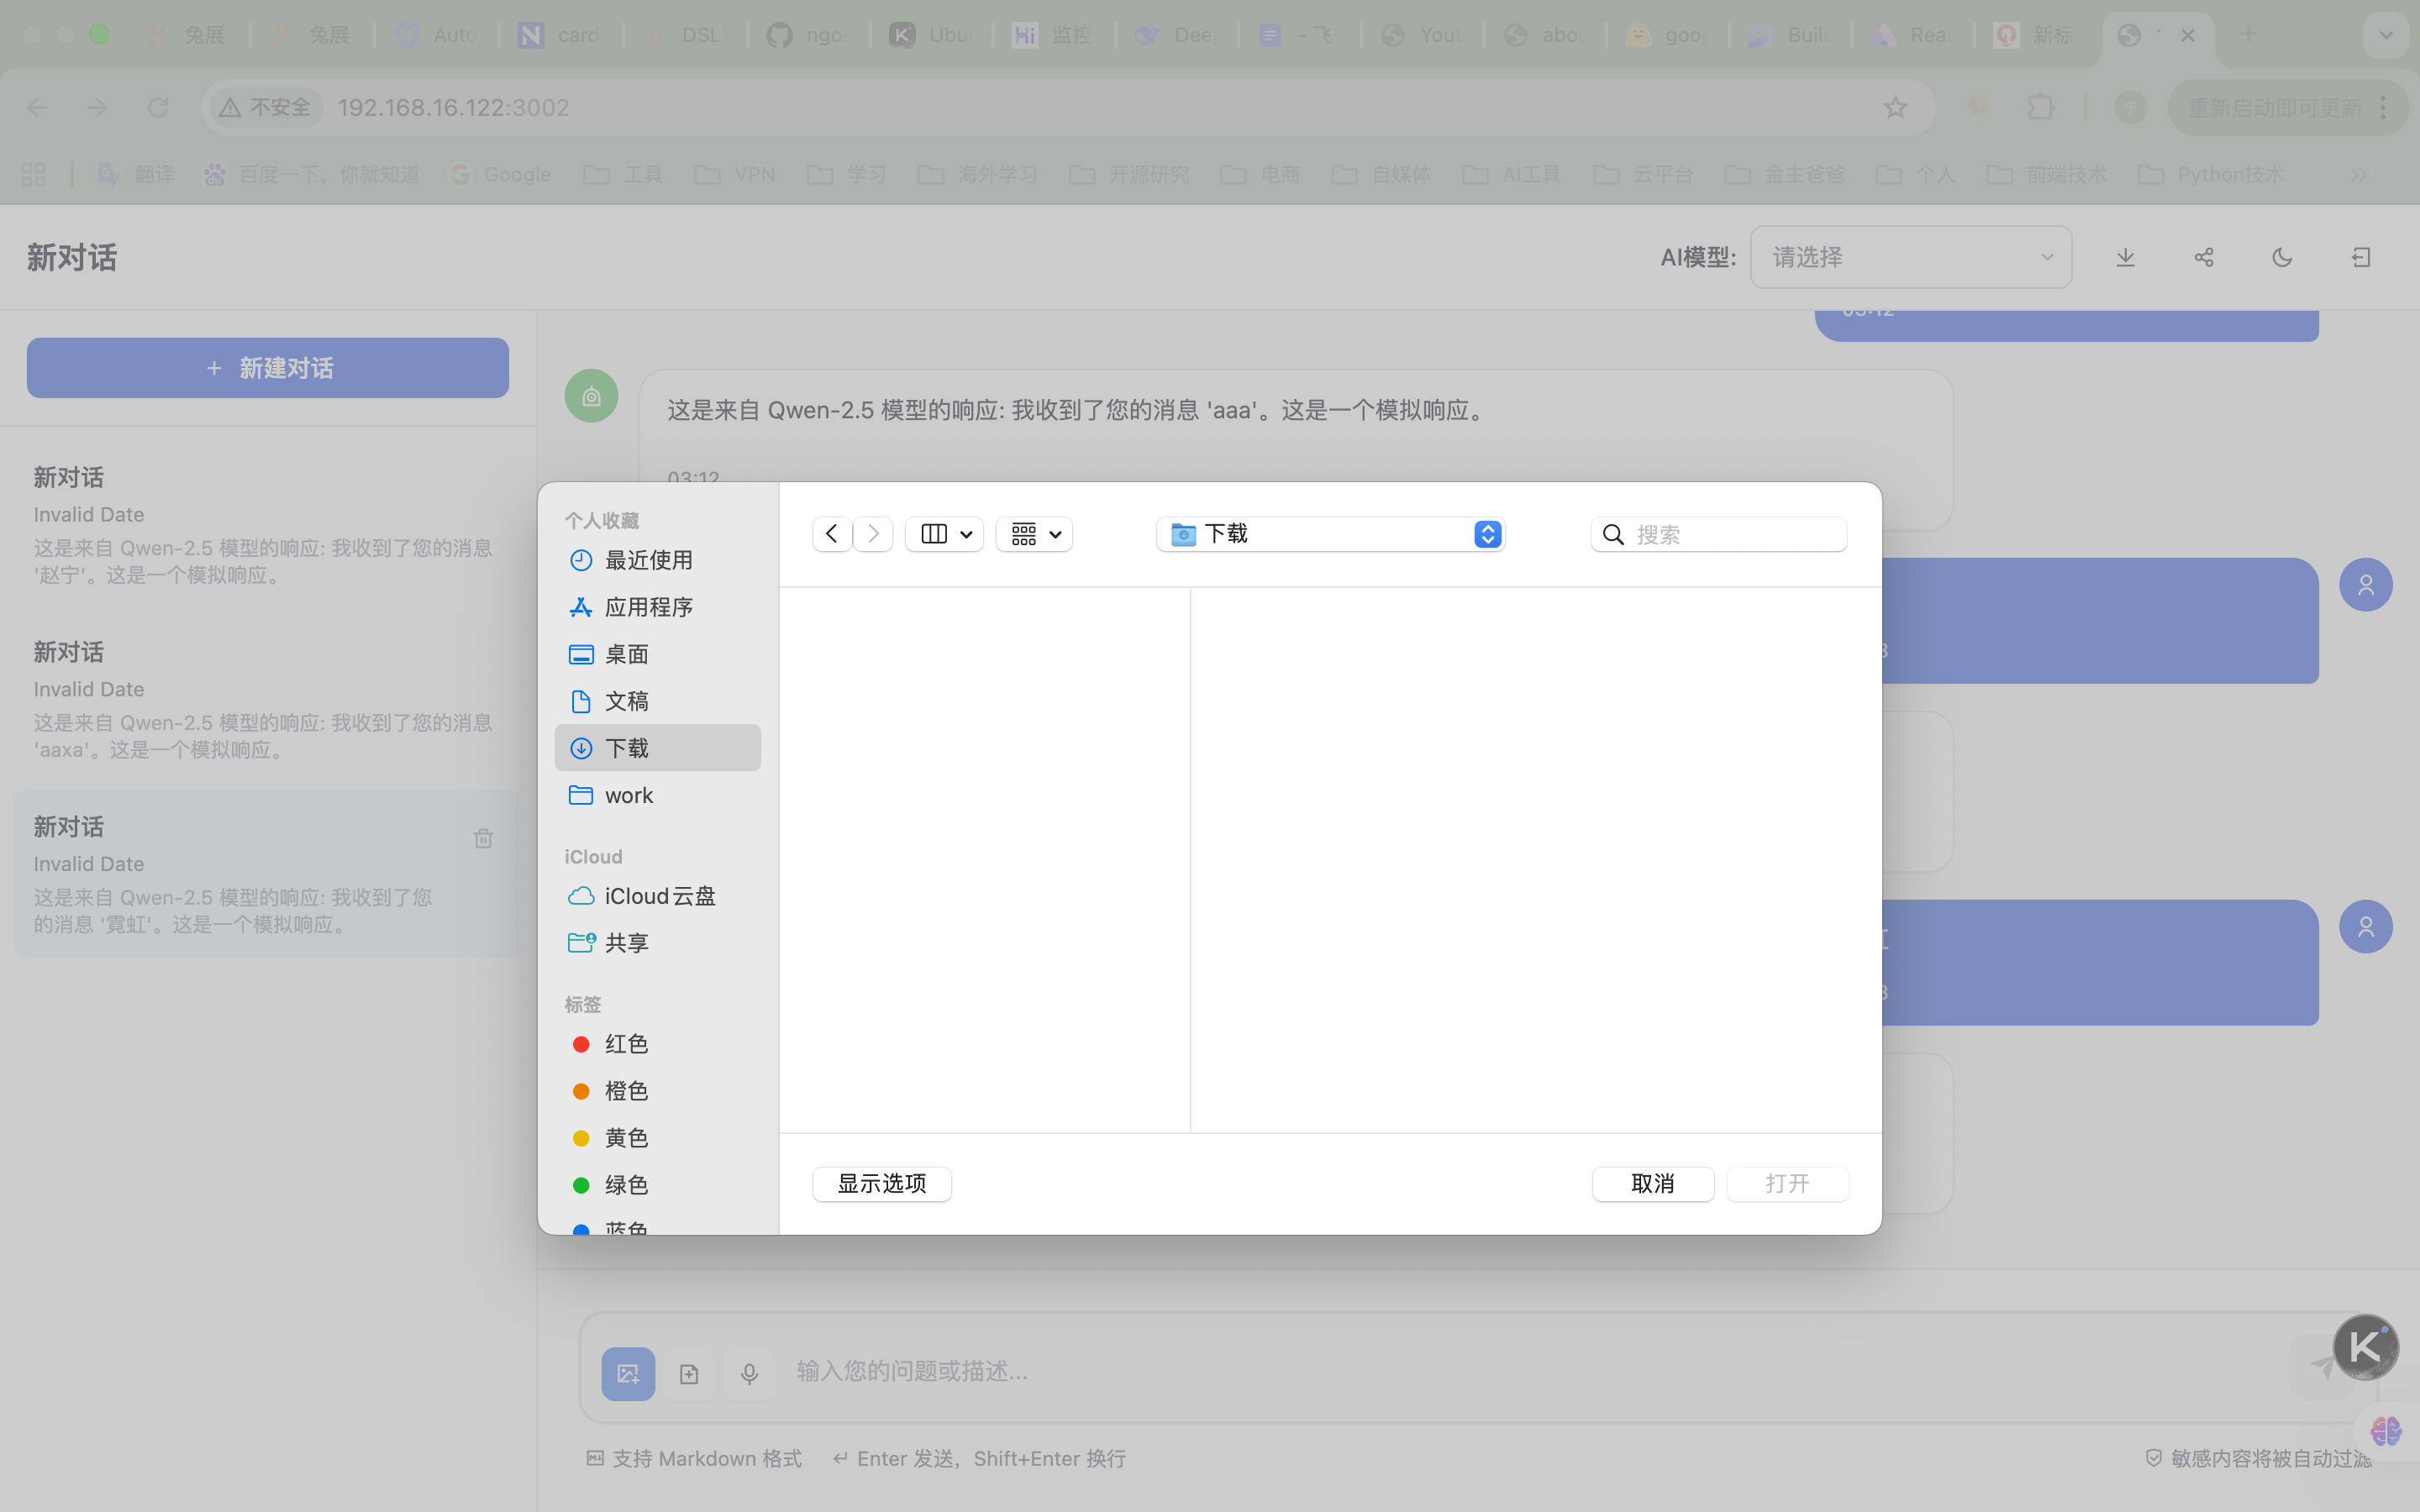 兔展
兔展
Auto
card
DSL
ngos
Ubu
Hi 监控
Deep
- 飞
Yout
abo
goog
Build
Rea
新标
不安全 192.168.16.122:3002
重新启动即可更新
翻译
百度一下，你就知道
Google
工具
VPN
学习
海外学习
开源研究
电商
自媒体
AI工具
云平台
金主爸爸
个人
前端技术
Python技术
新对话
AI模型: 请选择
+ 新建对话
新对话
Invalid Date
这是来自 Qwen-2.5 模型的响应: 我收到了您的消息
'赵宁'。这是一个模拟响应。
新对话
Invalid Date
这是来自 Qwen-2.5 模型的响应: 我收到了您的消息
'aaxa'。这是一个模拟响应。
新对话
Invalid Date
这是来自 Qwen-2.5 模型的响应: 我收到了您
的消息 '霓虹'。这是一个模拟响应。
03:12
这是来自 Qwen-2.5 模型的响应: 我收到了您的消息 'aaa'。这是一个模拟响应。
03:12
个人收藏
最近使用
应用程序
桌面
文稿
下载
work
iCloud
iCloud云盘
共享
标签
红色
橙色
黄色
绿色
蓝色
下载
搜索
显示选项
取消
打开
输入您的问题或描述...
支持 Markdown 格式
Enter 发送，Shift+Enter 换行
敏感内容将被自动过滤